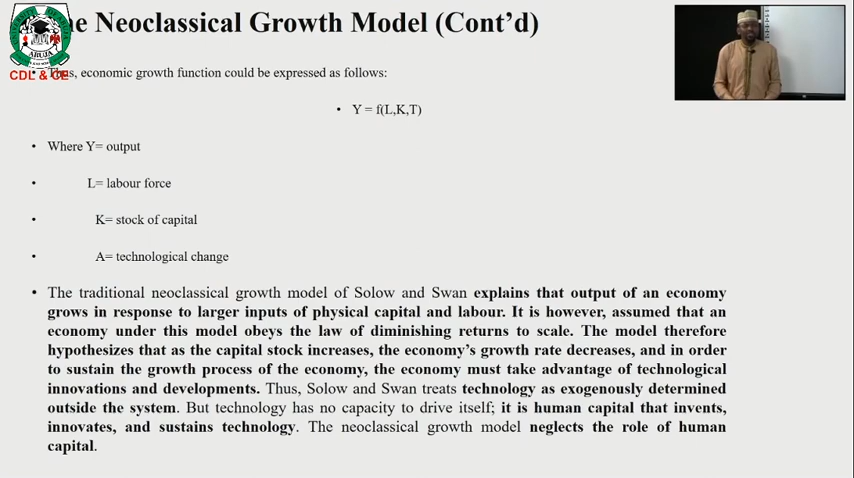 he Neoclassical Growth Model (Cont'd)
ABUJA
CDL & CE
• Thus, economic growth function could be expressed as follows:
• Y = f(L,K,T)
• Where Y= output
• L= labour force
• K= stock of capital
• A= technological change
• The traditional neoclassical growth model of Solow and Swan explains that output of an economy
grows in response to larger inputs of physical capital and labour. It is however, assumed that an
economy under this model obeys the law of diminishing returns to scale. The model therefore
hypothesizes that as the capital stock increases, the economy's growth rate decreases, and in order
to sustain the growth process of the economy, the economy must take advantage of technological
innovations and developments. Thus, Solow and Swan treats technology as exogenously determined
outside the system. But technology has no capacity to drive itself; it is human capital that invents,
innovates, and sustains technology. The neoclassical growth model neglects the role of human
capital.